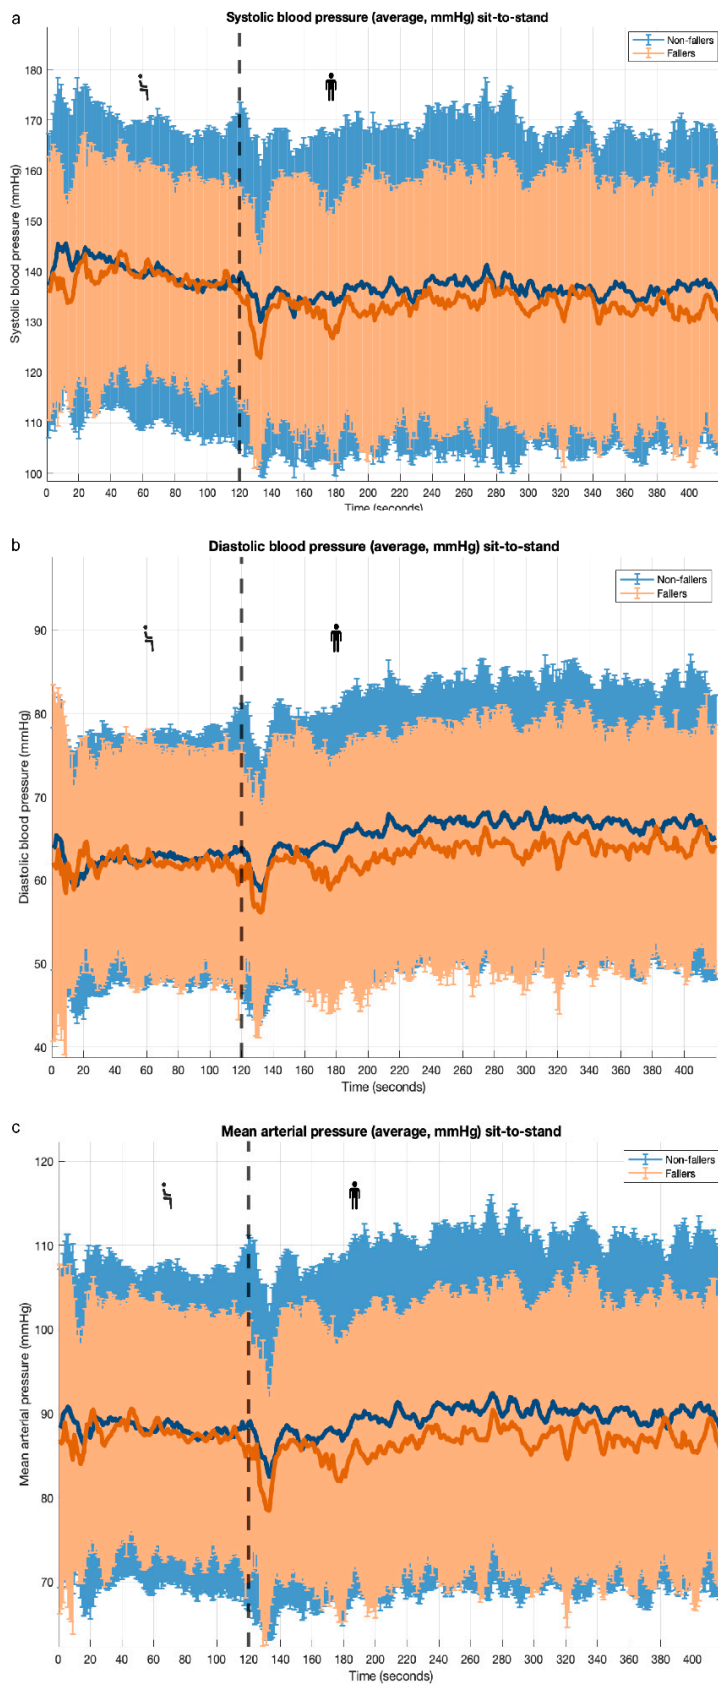 a
Systolic blood pressure (average, mmHg) sit-to-stand
Non-fallers
Fallers
180
170
160
150
140
130
120
110
100
Systolic blood pressure (mmHg)
0 20 40 60 80 100 120 140 160 180 200 220 240 260 280 300 320 340 360 380 400
Time (seconds)
b
Diastolic blood pressure (average, mmHg) sit-to-stand
Non-fallers
Fallers
90
80
70
60
50
40
Diastolic blood pressure (mmHg)
0 20 40 60 80 100 120 140 160 180 200 220 240 260 280 300 320 340 360 380 400
Time (seconds)
c
Mean arterial pressure (average, mmHg) sit-to-stand
Non-fallers
Fallers
120
110
100
90
80
70
Mean arterial pressure (mmHg)
0 20 40 60 80 100 120 140 160 180 200 220 240 260 280 300 320 340 360 380 400
Time (seconds)